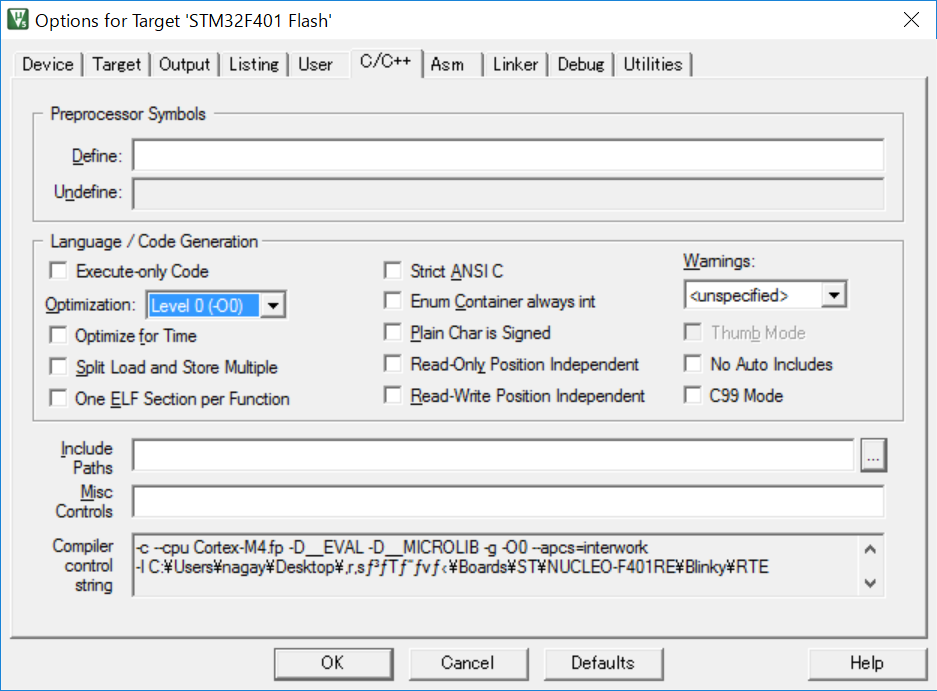 Options for Target 'STM32F401 Flash'
Device Target Output Listing User C/C++ Asm Linker Debug Utilities
Preprocessor Symbols
Define:
Undefine:
Language / Code Generation
Execute-only Code
Optimization: Level 0 (-O0)
Optimize for Time
Split Load and Store Multiple
One ELF Section per Function
Strict ANSI C
Enum Container always int
Plain Char is Signed
Read-Only Position Independent
Read-Write Position Independent
Warnings:
<unspecified>
Thumb Mode
No Auto Includes
C99 Mode
Include
Paths
...
Misc
Controls
Compiler
control
string
-c --cpu Cortex-M4.fp -D__EVAL -D__MICROLIB -g -O0 --apcs=interwork
-I C:¥Users¥nagay¥Desktop¥,r,sƒ³ƒTƒ“ƒvƒ‹¥Boards¥ST¥NUCLEO-F401RE¥Blinky¥RTE
OK Cancel Defaults Help